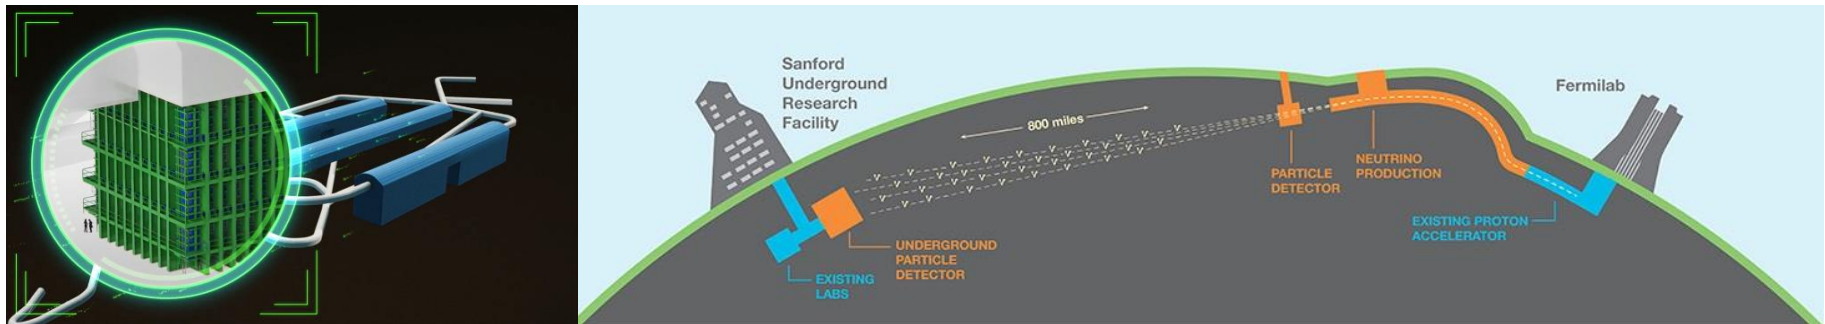 Sanford
Underground
Research
Facility
800 miles
Fermilab
PARTICLE
DETECTOR
NEUTRINO
PRODUCTION
EXISTING PROTON
ACCELERATOR
UNDERGROUND
PARTICLE
DETECTOR
EXISTING
LABS